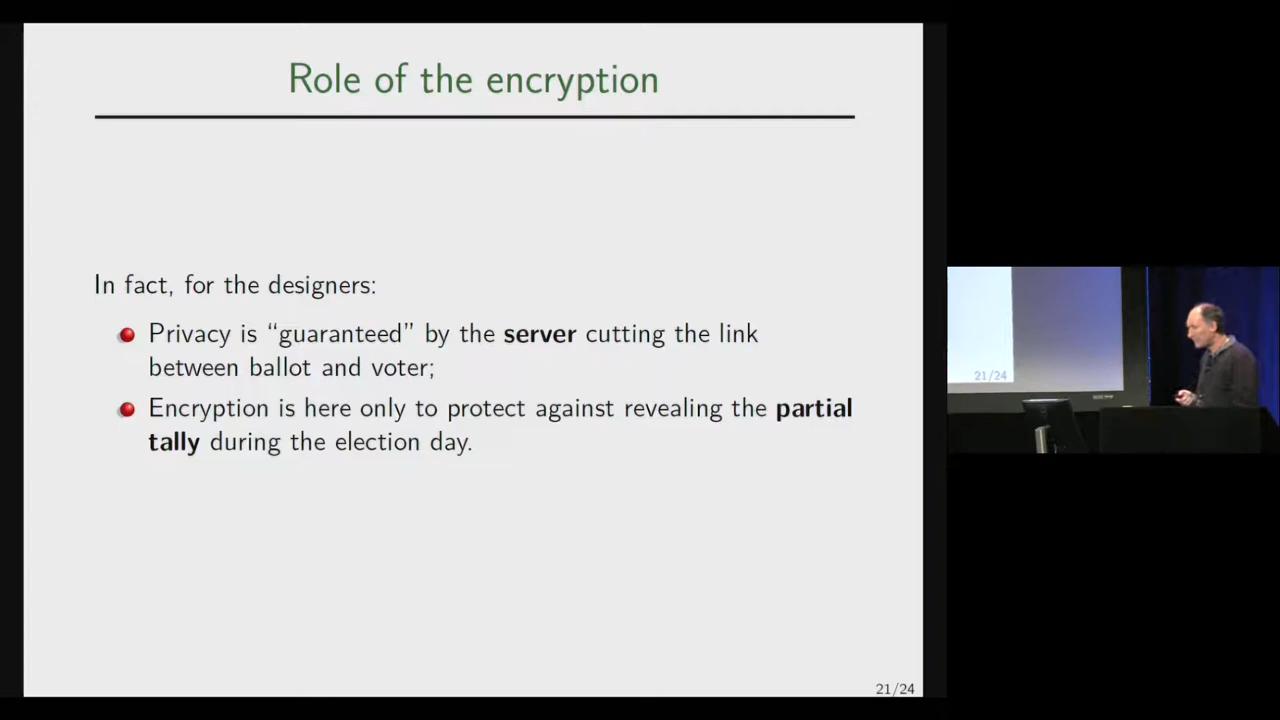 Role of the encryption
In fact, for the designers:
Privacy is “guaranteed” by the server cutting the link
between ballot and voter;
Encryption is here only to protect against revealing the partial
tally during the election day.
21/24
21/24